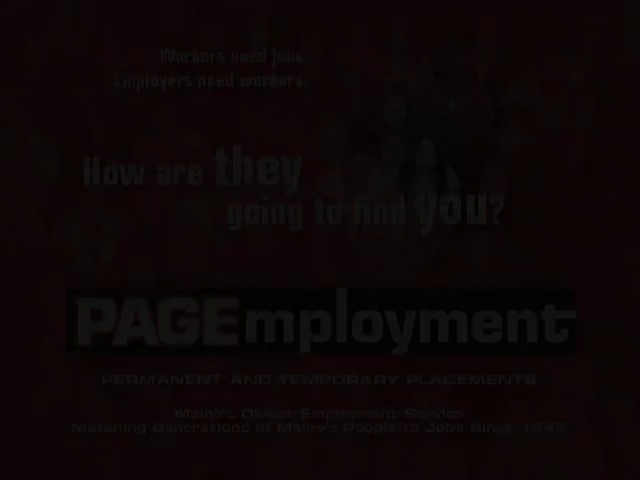 Workers need jobs.
Employers need workers.
How are they
going to find you?
PAGEmployment
PERMANENT AND TEMPORARY PLACEMENTS
Maine's Oldest Employment Service
Matching Generations of Maine's People to Jobs Since